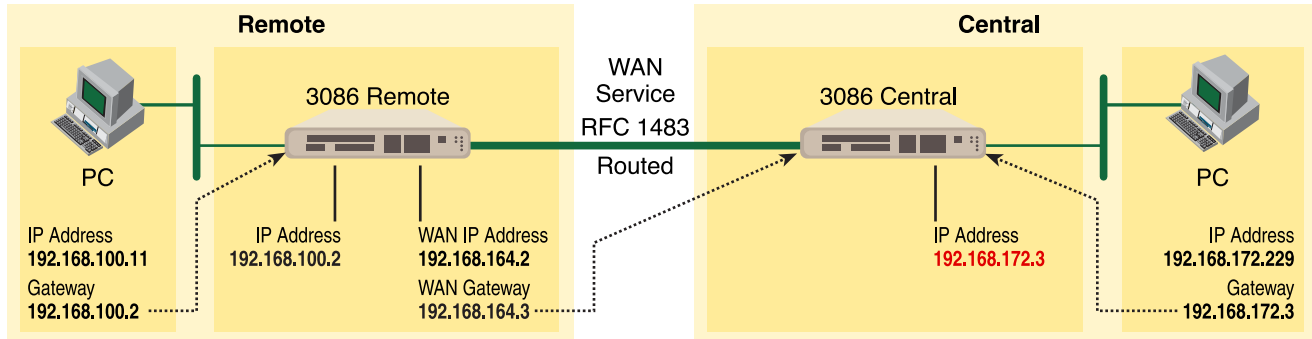 Remote
PC
IP Address
192.168.100.11
Gateway
192.168.100.2
3086 Remote
IP Address
192.168.100.2
WAN IP Address
192.168.164.2
WAN Gateway
192.168.164.3
WAN
Service
RFC 1483
Routed
Central
3086 Central
IP Address
192.168.172.3
PC
IP Address
192.168.172.229
Gateway
192.168.172.3